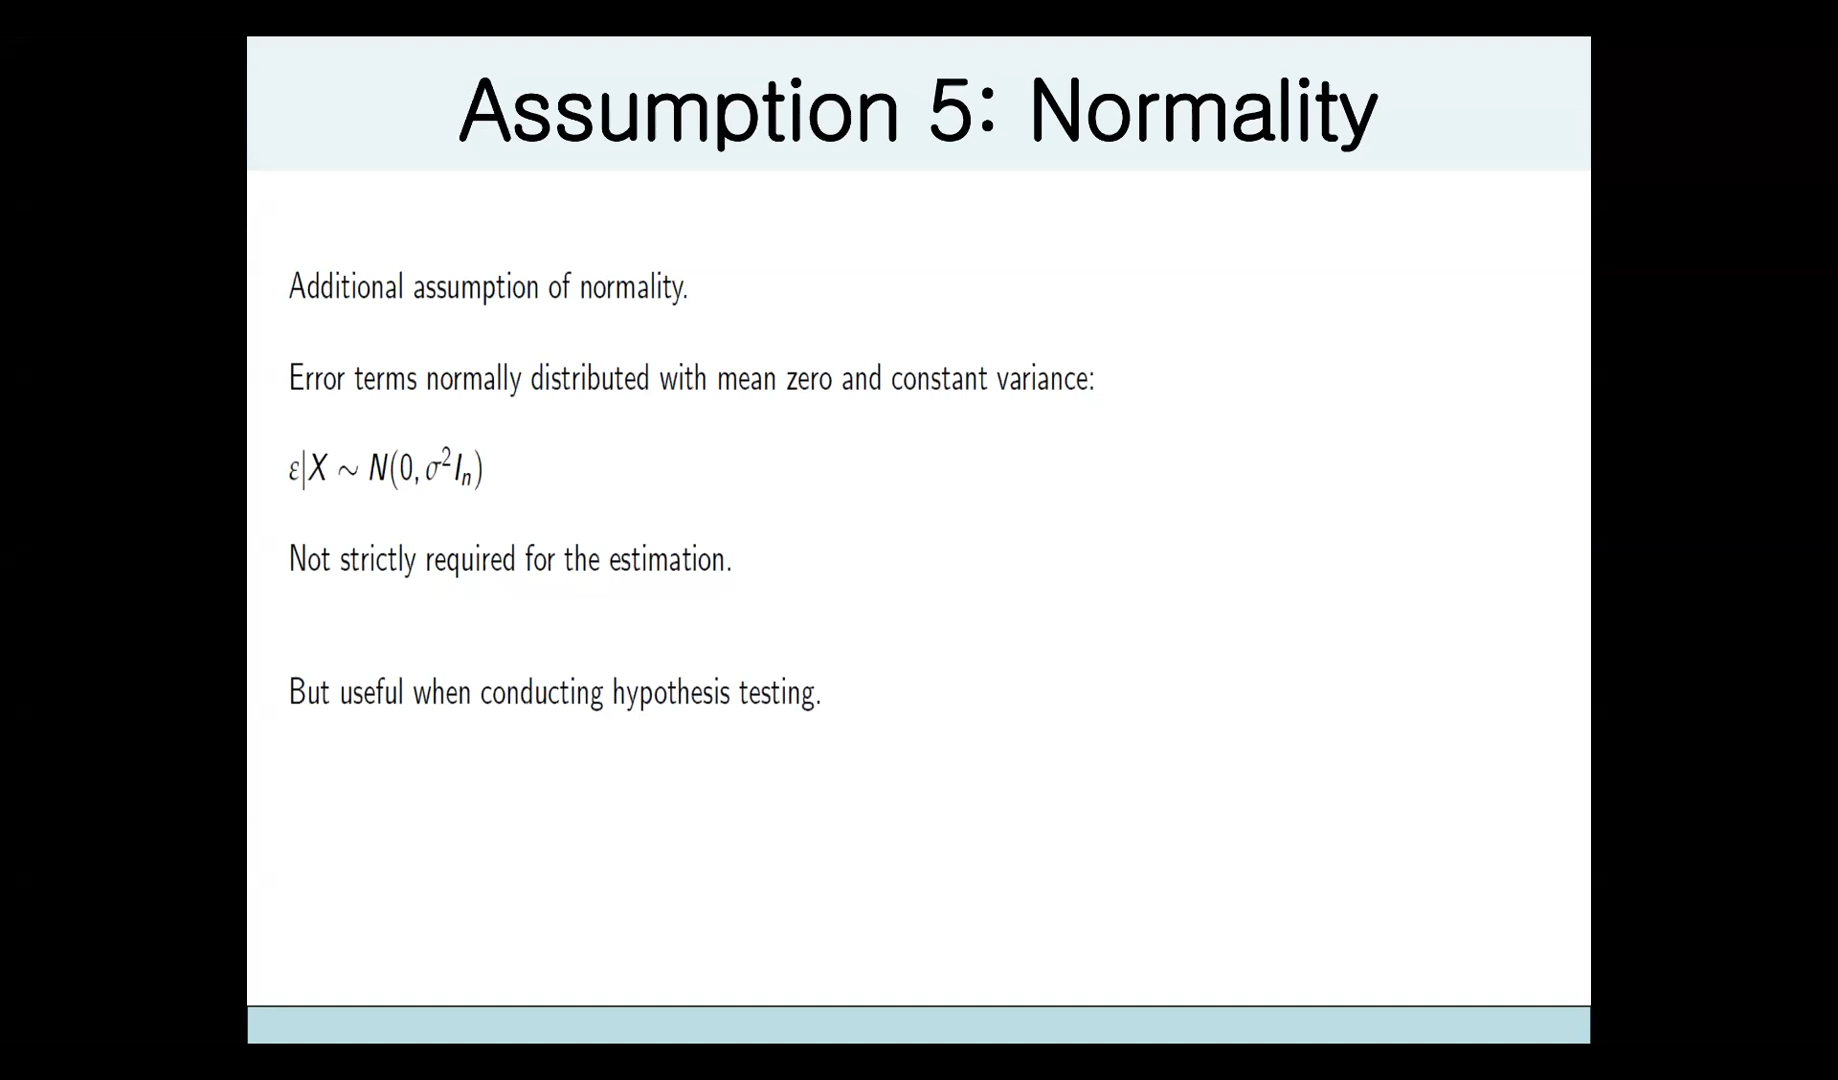 Assumption 5: Normality
Additional assumption of normality.
Error terms normally distributed with mean zero and constant variance:
ε|X ∼ N(0, σ²Iₙ)
Not strictly required for the estimation.
But useful when conducting hypothesis testing.